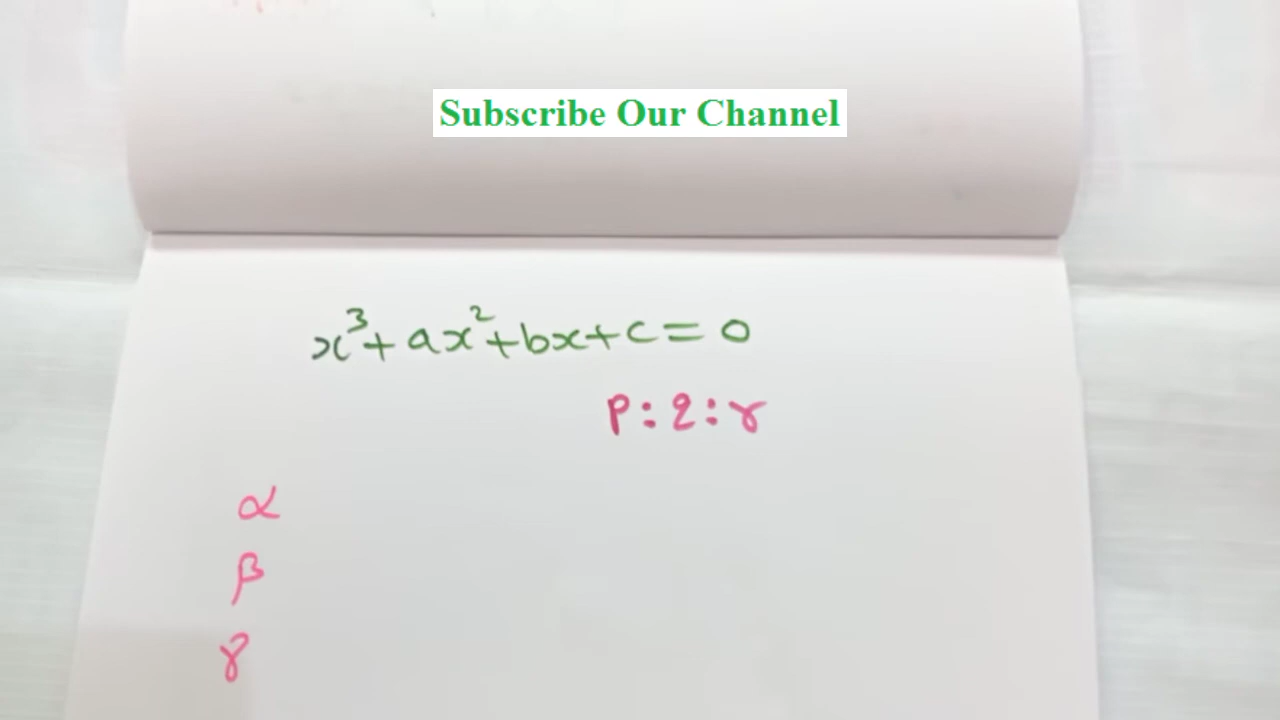 Subscribe Our Channel
x³+ax²+bx+c=0
p:q:r
α
β
γ